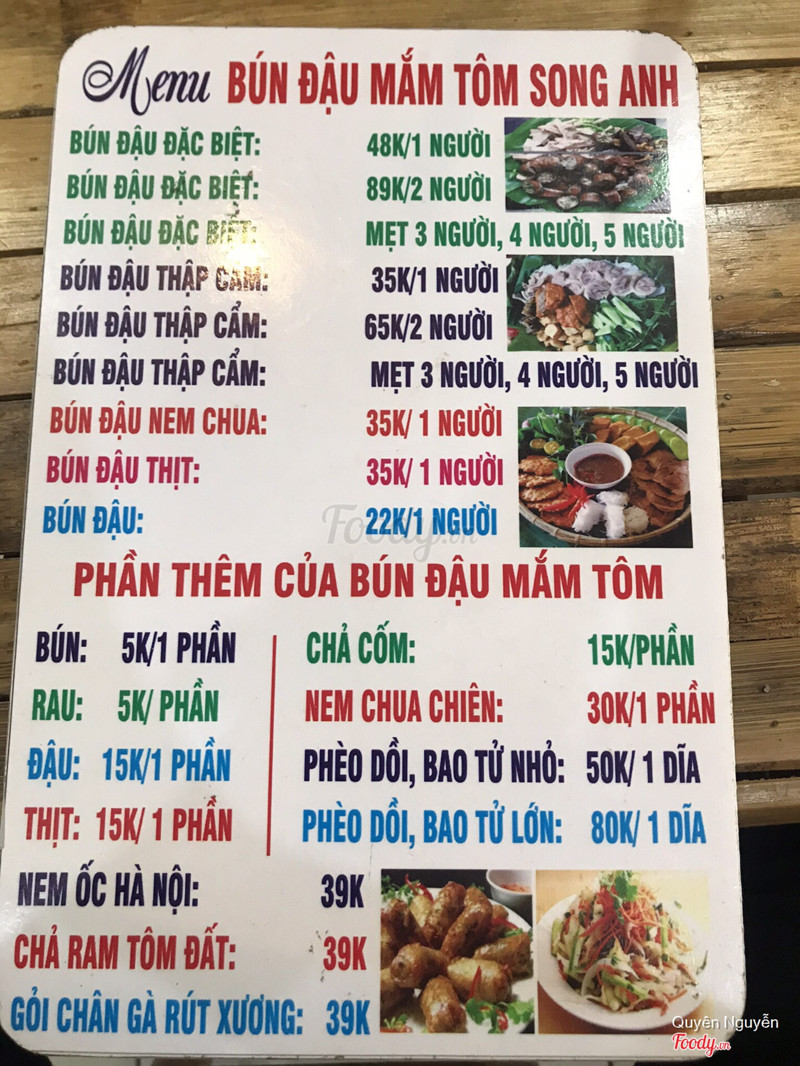 Menu BÚN ĐẬU MẮM TÔM SONG ANH
BÚN ĐẬU ĐẶC BIỆT: 48K/1 NGƯỜI
BÚN ĐẬU ĐẶC BIỆT: 89K/2 NGƯỜI
BÚN ĐẬU ĐẶC BIỆT: MẸT 3 NGƯỜI, 4 NGƯỜI, 5 NGƯỜI
BÚN ĐẬU THẬP CẨM: 35K/1 NGƯỜI
BÚN ĐẬU THẬP CẨM: 65K/2 NGƯỜI
BÚN ĐẬU THẬP CẨM: MẸT 3 NGƯỜI, 4 NGƯỜI, 5 NGƯỜI
BÚN ĐẬU NEM CHUA: 35K/ 1 NGƯỜI
BÚN ĐẬU THỊT: 35K/ 1 NGƯỜI
BÚN ĐẬU: 22K/1 NGƯỜI
Foody.vn
PHẦN THÊM CỦA BÚN ĐẬU MẮM TÔM
BÚN: 5K/1 PHẦN
RAU: 5K/ PHẦN
ĐẬU: 15K/1 PHẦN
THỊT: 15K/ 1 PHẦN
CHẢ CỐM: 15K/PHẦN
NEM CHUA CHIÊN: 30K/1 PHẦN
PHÈO DỒI, BAO TỬ NHỎ: 50K/ 1 DĨA
PHÈO DỒI, BAO TỬ LỚN: 80K/ 1 DĨA
NEM ỐC HÀ NỘI: 39K
CHẢ RAM TÔM ĐẤT: 39K
GỎI CHÂN GÀ RÚT XƯƠNG: 39K
Quyên Nguyễn
Foody.vn